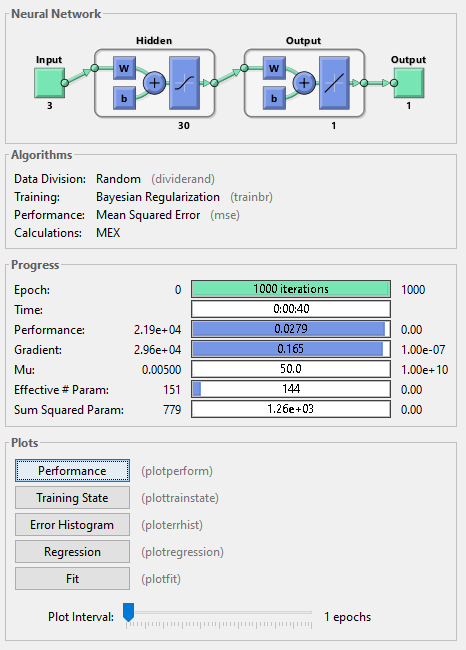 Neural Network
Hidden
Output
Input
Output
W
W
b
b
+
+
3
1
30
1
Algorithms
Data Division: Random (dividerand)
Training: Bayesian Regularization (trainbr)
Performance: Mean Squared Error (mse)
Calculations: MEX
Progress
Epoch: 0 1000 iterations 1000
Time: 0:00:40
Performance: 2.19e+04 0.0279 0.00
Gradient: 2.96e+04 0.165 1.00e-07
Mu: 0.00500 50.0 1.00e+10
Effective # Param: 151 144 0.00
Sum Squared Param: 779 1.26e+03 0.00
Plots
Performance (plotperform)
Training State (plottrainstate)
Error Histogram (ploterrhist)
Regression (plotregression)
Fit (plotfit)
Plot Interval: 1 epochs